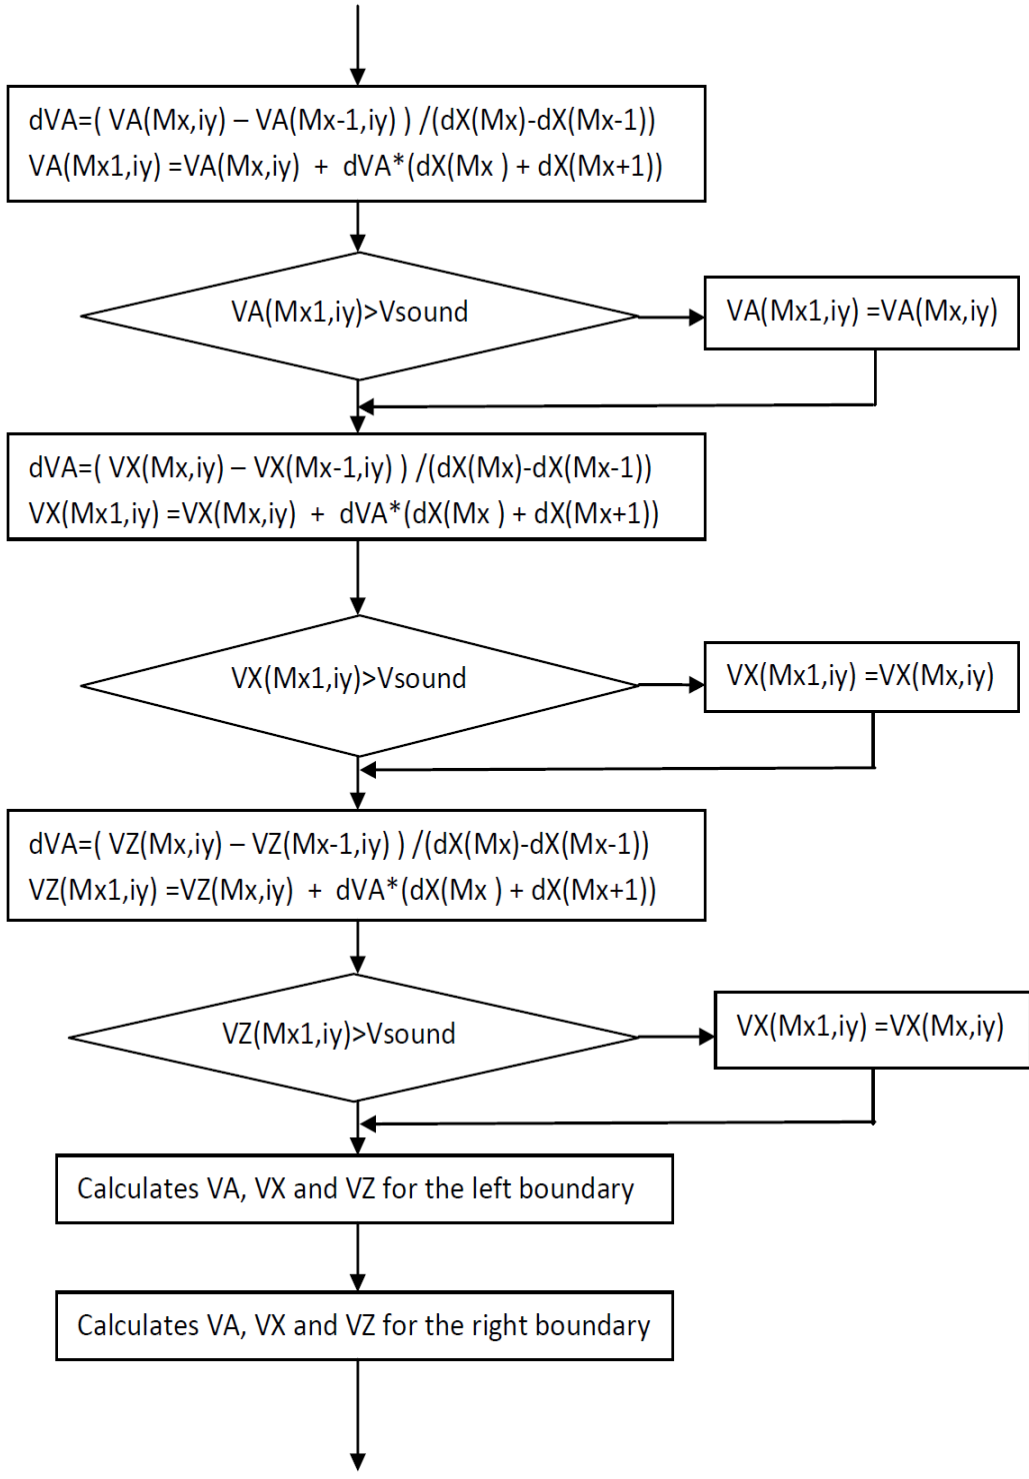 dVA=( VA(Mx,iy) – VA(Mx-1,iy) ) /(dX(Mx)-dX(Mx-1))
VA(Mx1,iy) =VA(Mx,iy)  +  dVA*(dX(Mx ) + dX(Mx+1))
VA(Mx1,iy)>Vsound
VA(Mx1,iy) =VA(Mx,iy)
dVA=( VX(Mx,iy) – VX(Mx-1,iy) ) /(dX(Mx)-dX(Mx-1))
VX(Mx1,iy) =VX(Mx,iy)  +  dVA*(dX(Mx ) + dX(Mx+1))
VX(Mx1,iy)>Vsound
VX(Mx1,iy) =VX(Mx,iy)
dVA=( VZ(Mx,iy) – VZ(Mx-1,iy) ) /(dX(Mx)-dX(Mx-1))
VZ(Mx1,iy) =VZ(Mx,iy)  +  dVA*(dX(Mx ) + dX(Mx+1))
VZ(Mx1,iy)>Vsound
VX(Mx1,iy) =VX(Mx,iy)
Calculates VA, VX and VZ for the left boundary
Calculates VA, VX and VZ for the right boundary